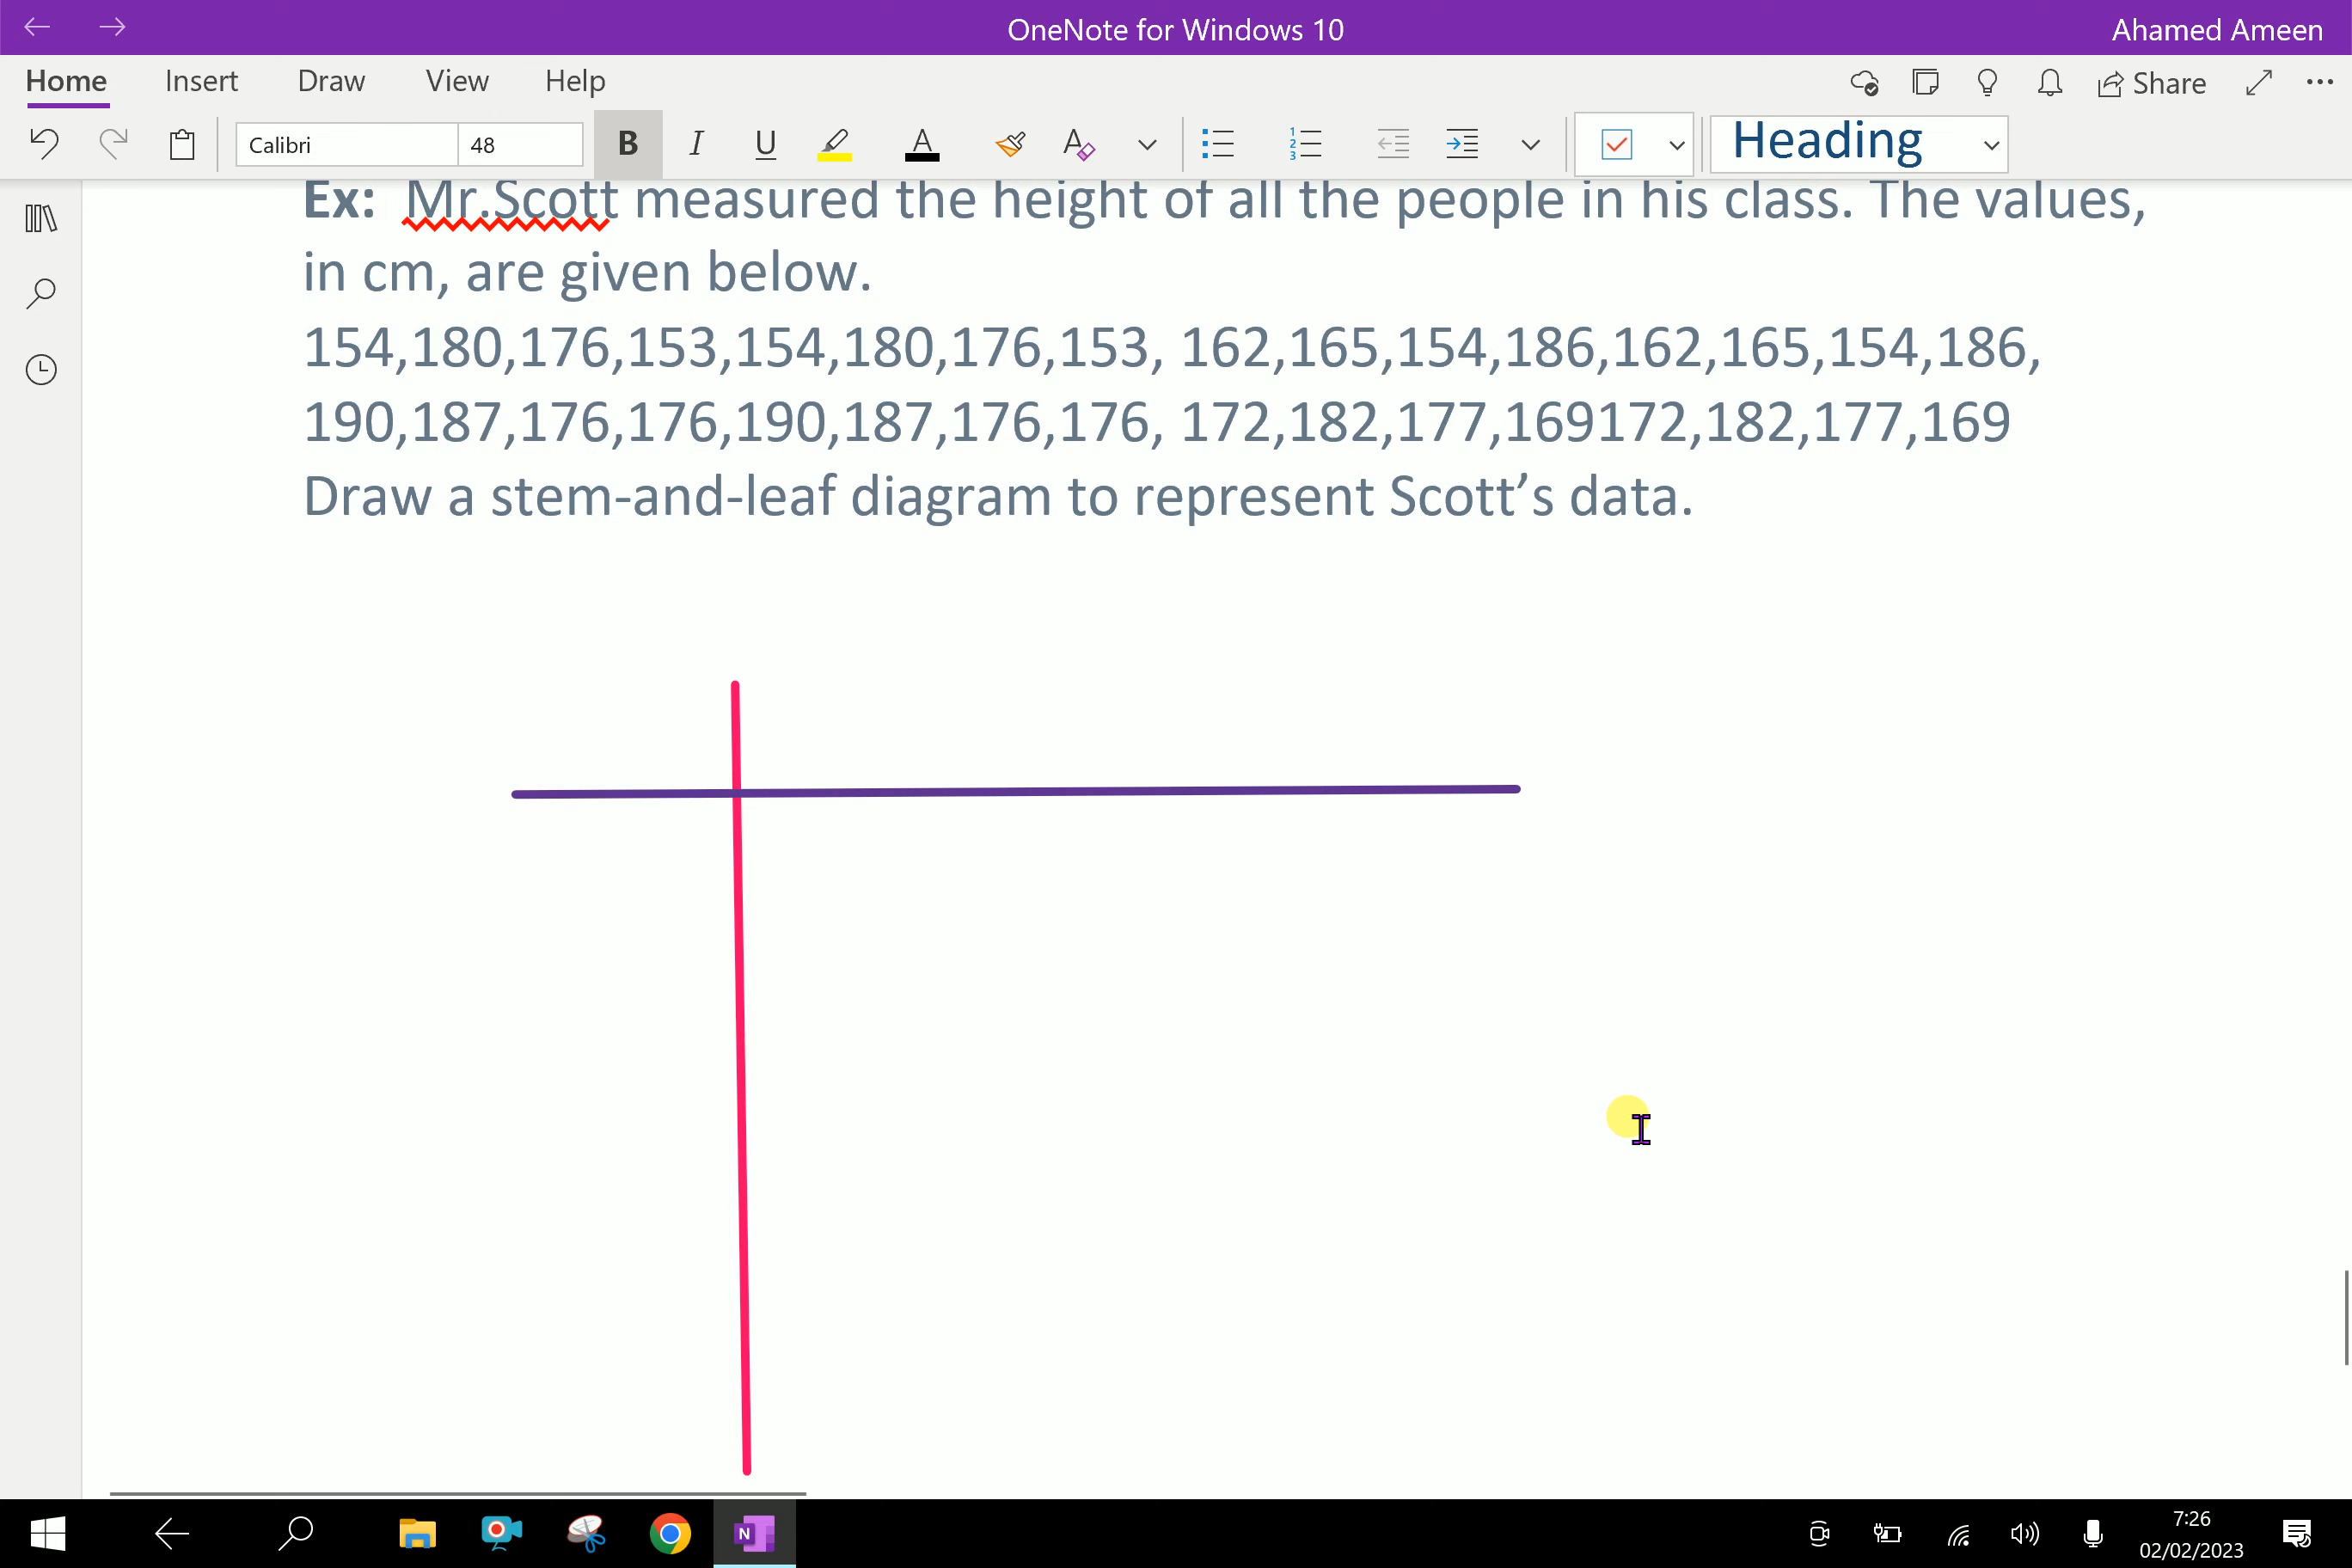 OneNote for Windows 10
Ahamed Ameen
Home Insert Draw View Help
Share
Calibri 48 B I U A A Heading
Ex: Mr.Scott measured the height of all the people in his class. The values,
in cm, are given below.
154,180,176,153,154,180,176,153, 162,165,154,186,162,165,154,186,
190,187,176,176,190,187,176,176, 172,182,177,169172,182,177,169
Draw a stem-and-leaf diagram to represent Scott’s data.
N
7:26
02/02/2023